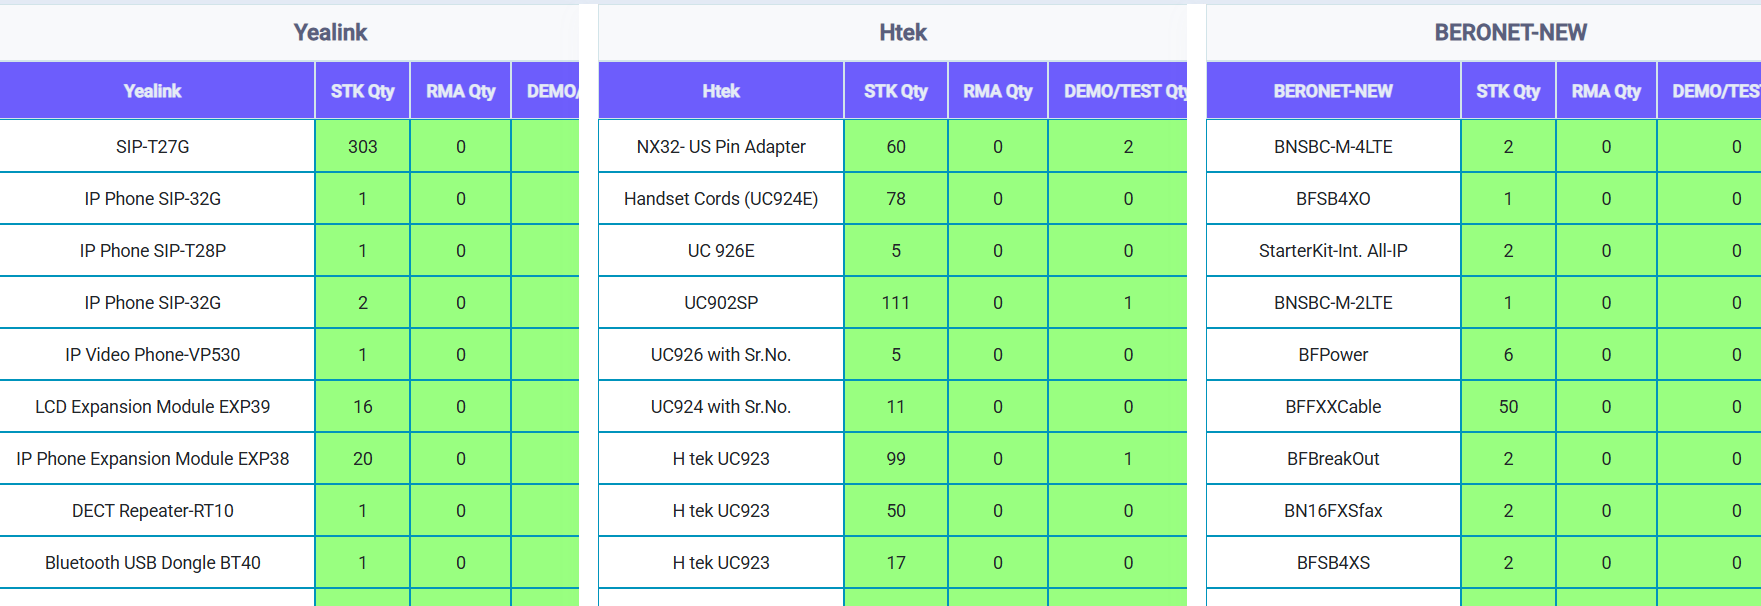 Yealink
Yealink STK Qty RMA Qty DEMO/
SIP-T27G 303 0
IP Phone SIP-32G 1 0
IP Phone SIP-T28P 1 0
IP Phone SIP-32G 2 0
IP Video Phone-VP530 1 0
LCD Expansion Module EXP39 16 0
IP Phone Expansion Module EXP38 20 0
DECT Repeater-RT10 1 0
Bluetooth USB Dongle BT40 1 0
Htek
Htek STK Qty RMA Qty DEMO/TEST Qty
NX32- US Pin Adapter 60 0 2
Handset Cords (UC924E) 78 0 0
UC 926E 5 0 0
UC902SP 111 0 1
UC926 with Sr.No. 5 0 0
UC924 with Sr.No. 11 0 0
H tek UC923 99 0 1
H tek UC923 50 0 0
H tek UC923 17 0 0
BERONET-NEW
BERONET-NEW STK Qty RMA Qty DEMO/TEST
BNSBC-M-4LTE 2 0 0
BFSB4XO 1 0 0
StarterKit-Int. All-IP 2 0 0
BNSBC-M-2LTE 1 0 0
BFPower 6 0 0
BFFXXCable 50 0 0
BFBreakOut 2 0 0
BN16FXSfax 2 0 0
BFSB4XS 2 0 0